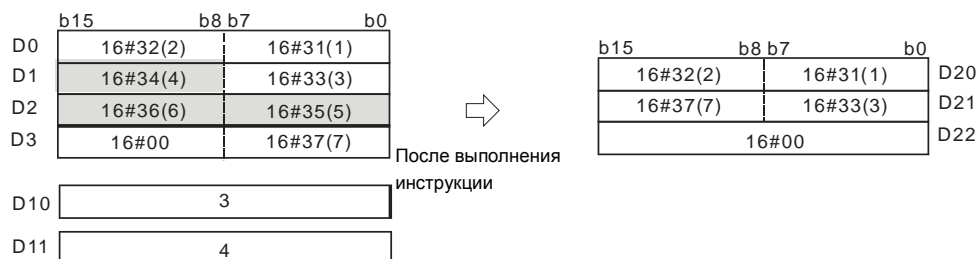 b15 b8 b7 b0
D0 16#32(2) 16#31(1)
D1 16#34(4) 16#33(3)
D2 16#36(6) 16#35(5)
D3 16#00 16#37(7)
D10 3
D11 4
После выполнения
инструкции
b15 b8 b7 b0
16#32(2) 16#31(1) D20
16#37(7) 16#33(3) D21
16#00 D22